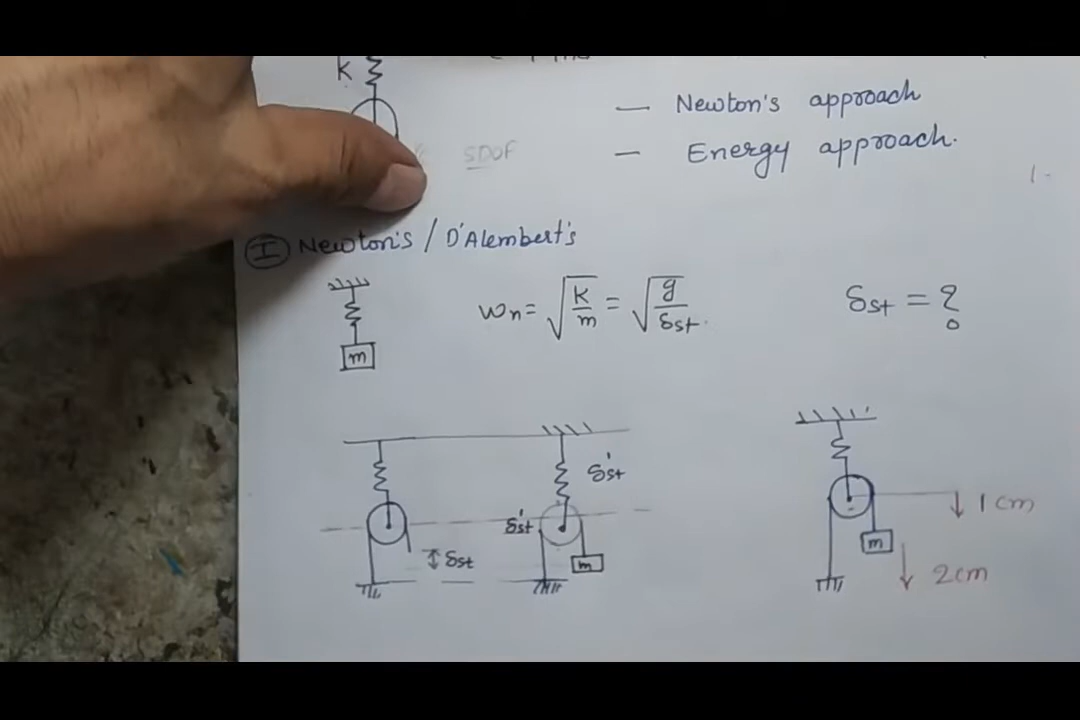 K
— Newton's approach
SDOF
— Energy approach.
I Newton's / D'Alembert's
m
ωn = √(k/m) = √(g/δst).
δst = ?
δ'st
δ'st
δst
m
m
1 cm
2 cm